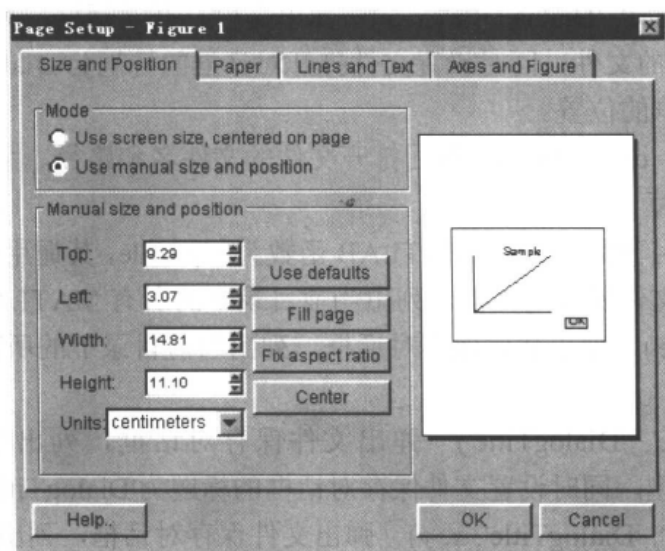 Page Setup - Figure 1
Size and Position
Paper
Lines and Text
Axes and Figure
Mode
Use screen size, centered on page
Use manual size and position
Manual size and position
Top: 9.29
Left: 3.07
Width: 14.81
Height: 11.10
Units: centimeters
Use defaults
Fill page
Fix aspect ratio
Center
Sample
OK
Help..
OK
Cancel